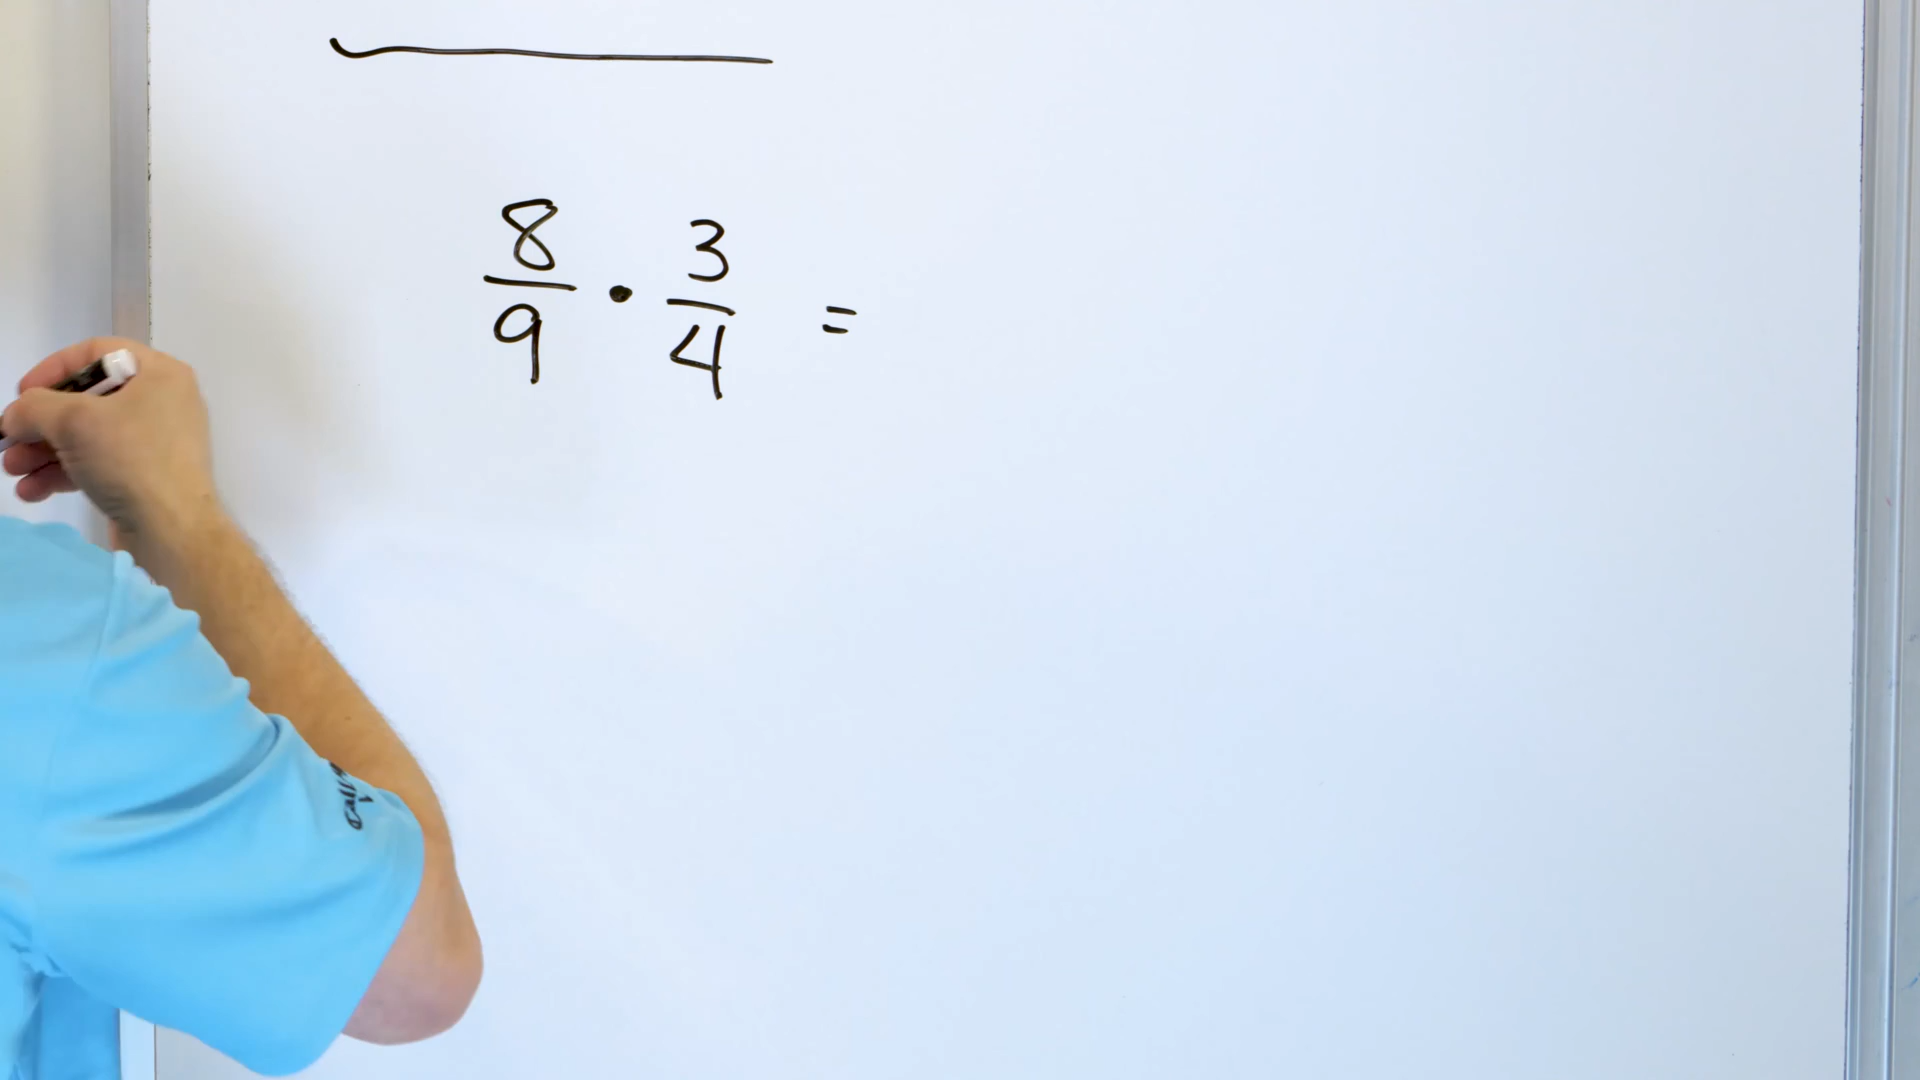 8/9 • 3/4 =